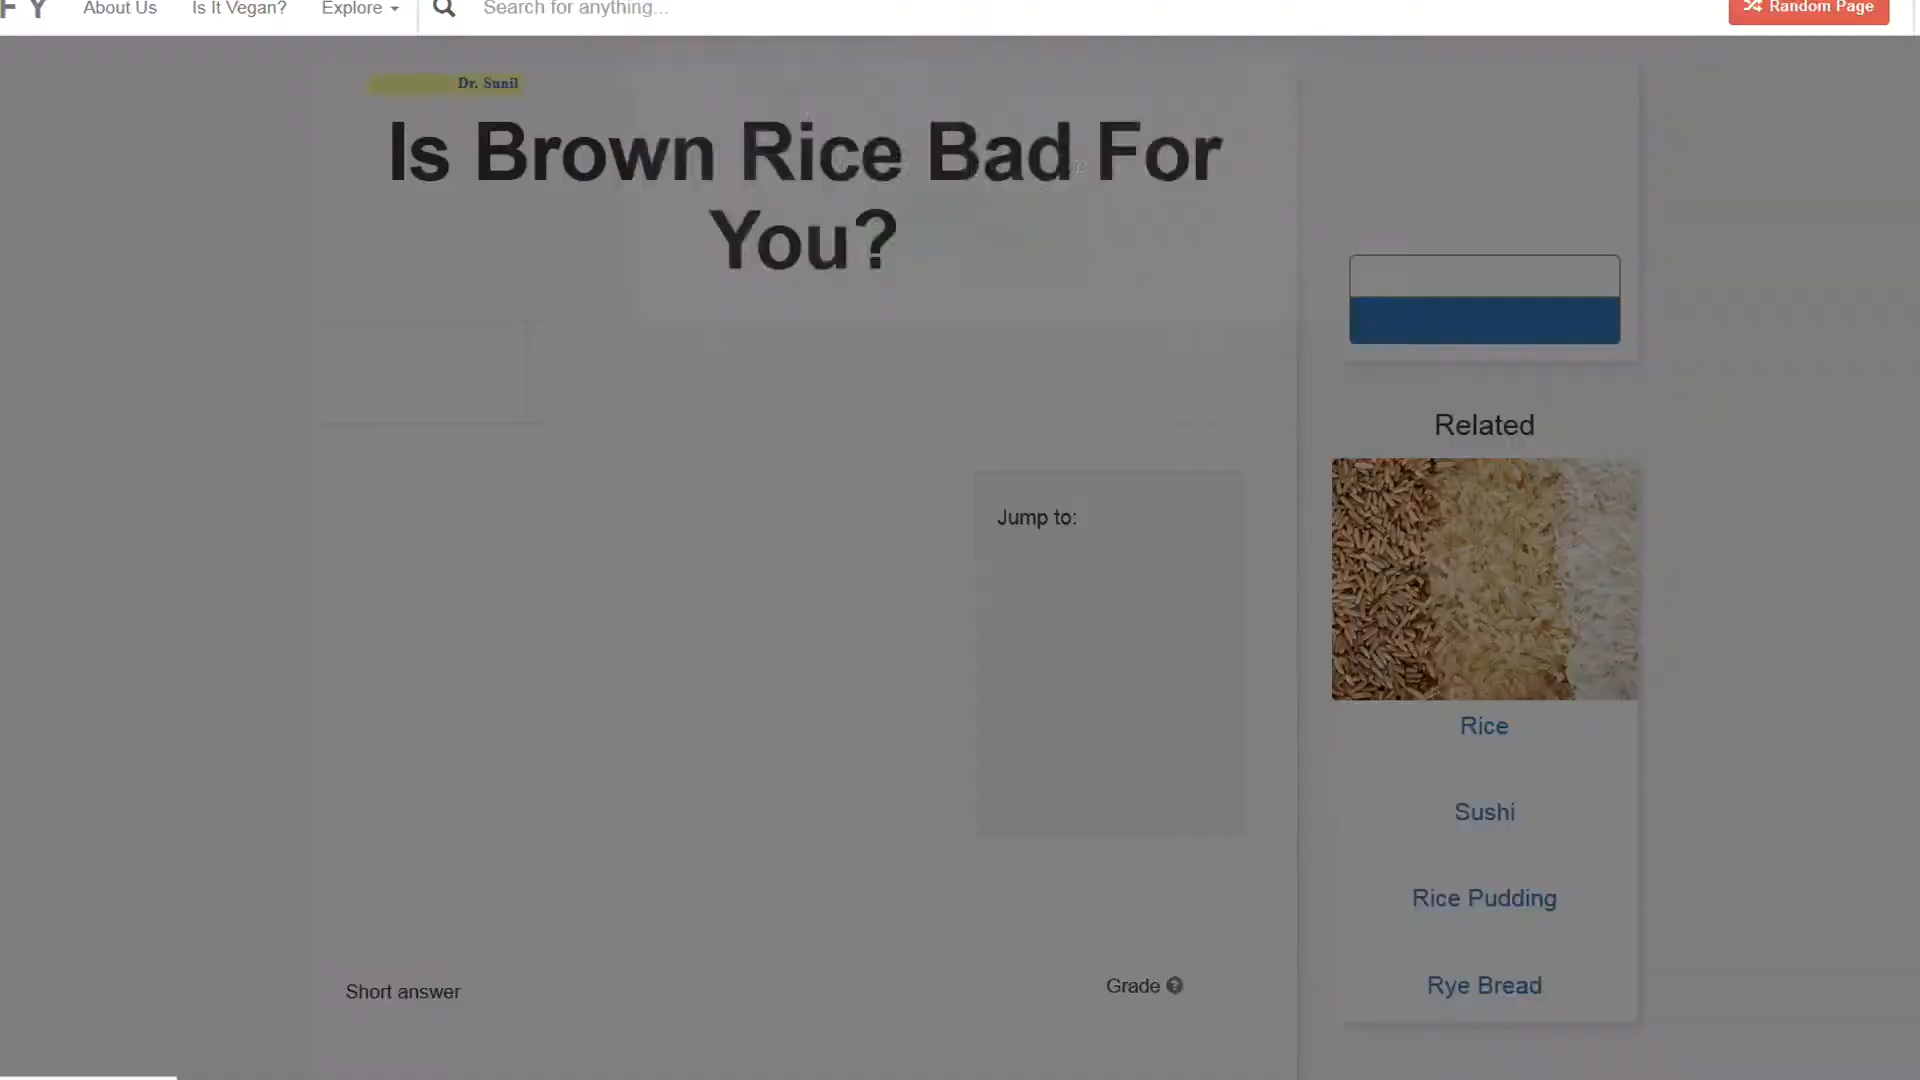 F Y
About Us
Is It Vegan?
Explore
Search for anything...
Random Page
Dr. Sunil
Is Brown Rice Bad For
You?
Jump to:
Short answer
Grade
Related
Rice
Sushi
Rice Pudding
Rye Bread